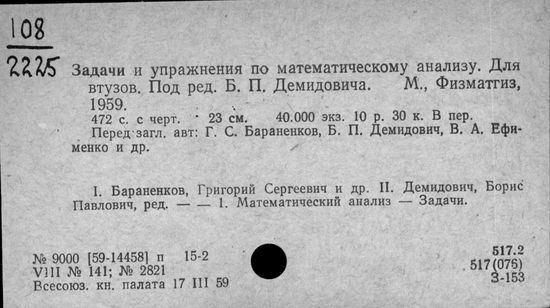 108
2225
Задачи и упражнения по математическому анализу. Для
втузов. Под ред. Б. П. Демидовича. М., Физматгиз,
1959.
472 с. с черт. 23 см. 40.000 экз. 10 р. 30 к. В пер.
Перед загл. авт: Г. С. Бараненков, Б. П. Демидович, В. А. Ефи-
менко и др.
I. Бараненков, Григорий Сергеевич и др. II. Демидович, Борис
Павлович, ред. — — 1. Математический анализ — Задачи.
№ 9000 [59-14458] п 15-2 517.2
VIII № 141; № 2821 517(076)
Всесоюз. кн. палата 17 III 59 З-153